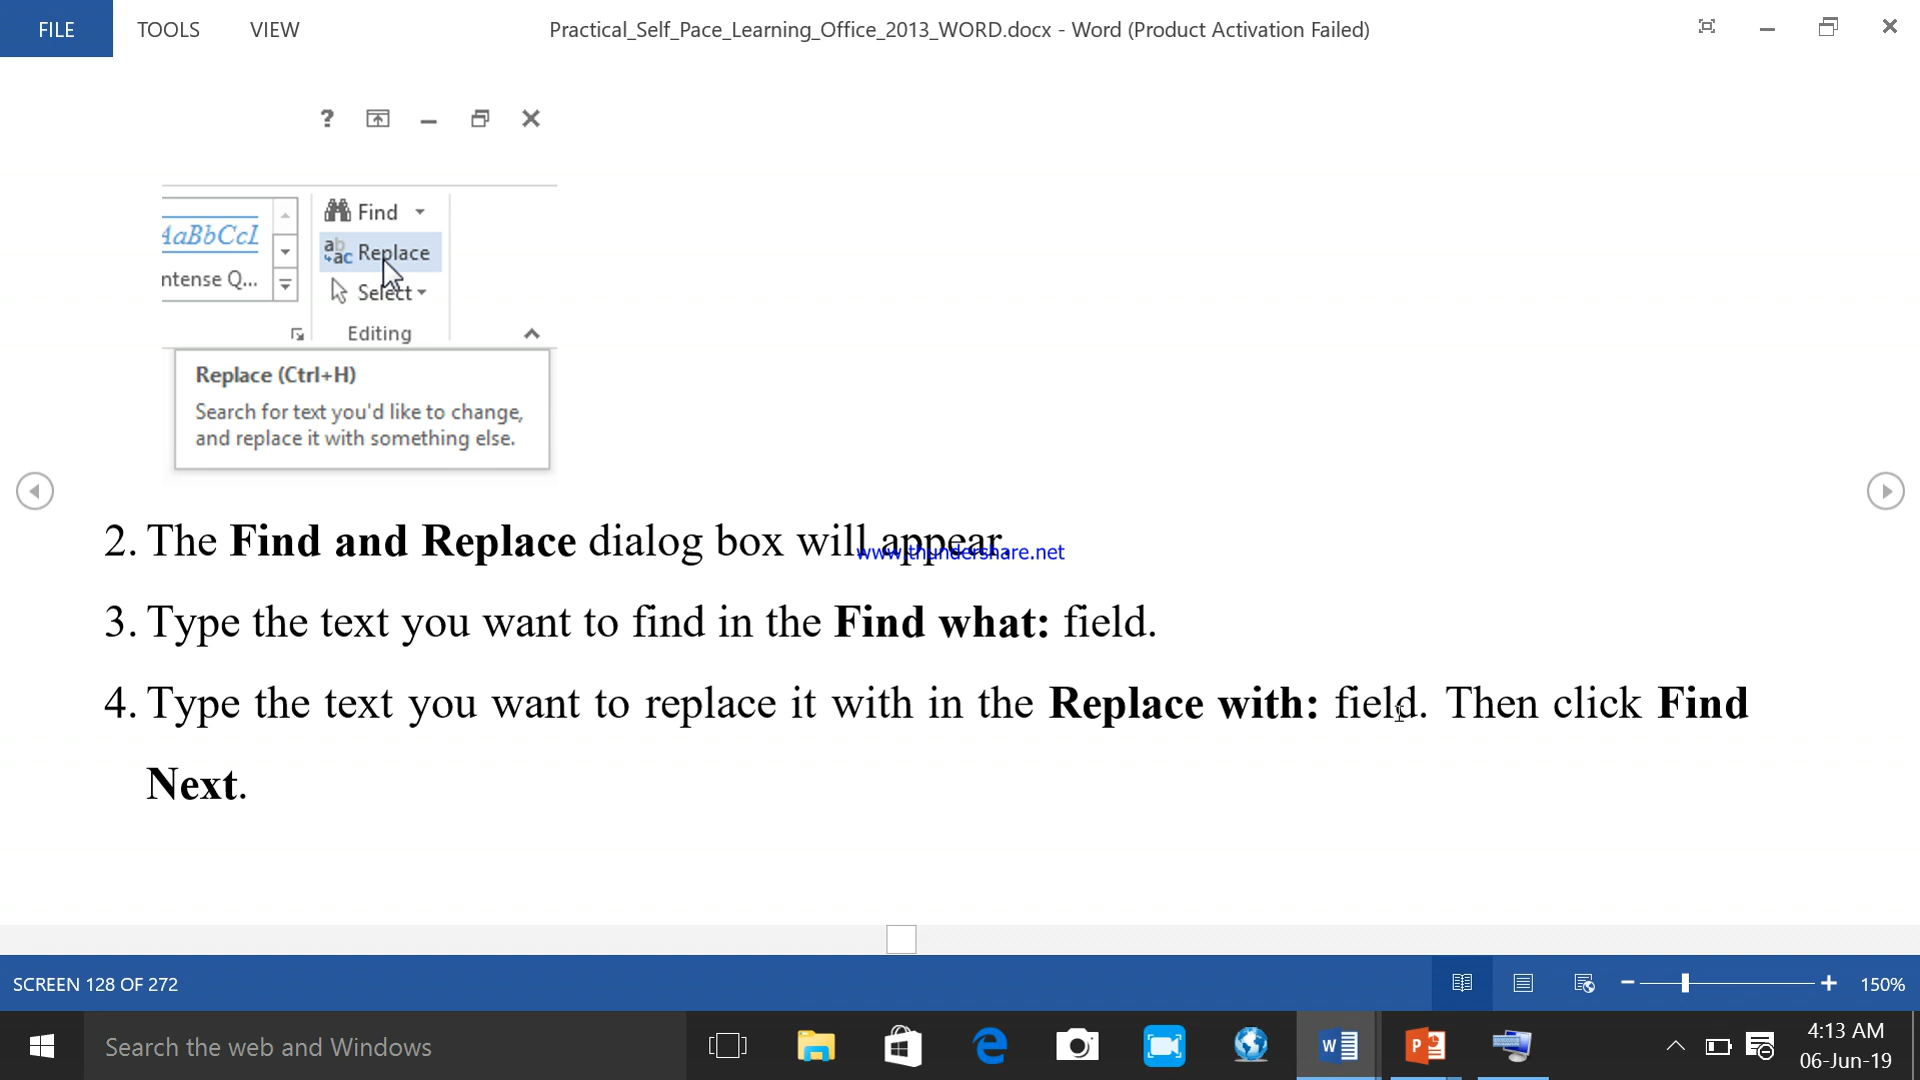 FILE TOOLS VIEW Practical_Self_Pace_Learning_Office_2013_WORD.docx - Word (Product Activation Failed)
?
Find
AaBbCcI
ab
ac Replace
ntense Q... Select
Editing
Replace (Ctrl+H)
Search for text you'd like to change,
and replace it with something else.
2. The Find and Replace dialog box will appear.
www.thundershare.net
3. Type the text you want to find in the Find what: field.
4. Type the text you want to replace it with in the Replace with: field. Then click Find
Next.
SCREEN 128 OF 272 150%
Search the web and Windows 4:13 AM
06-Jun-19